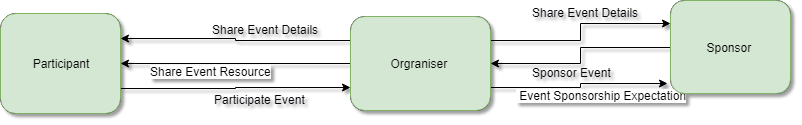 Share Event Details
Share Event Details
Participant
Orgraniser
Sponsor
Share Event Resource
Sponsor Event
Participate Event
Event Sponsorship Expectation